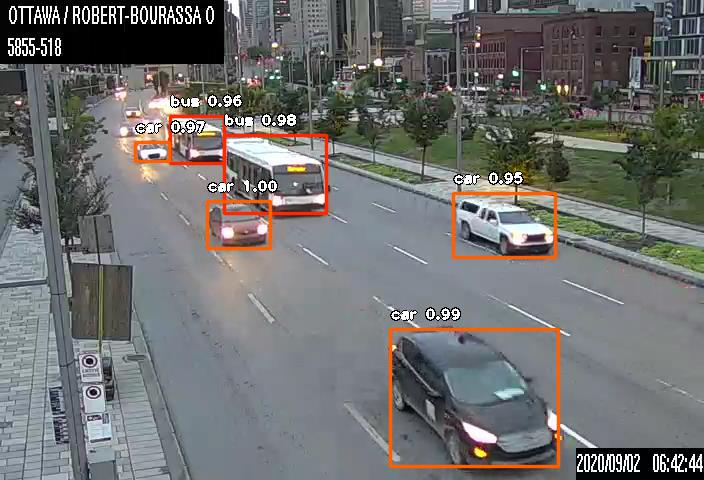 OTTAWA / ROBERT-BOURASSA O
5855-518
bus 0.96
bus 0.98
car 0.97
car 1.00
car 0.95
car 0.99
2020/09/02 06:42:44